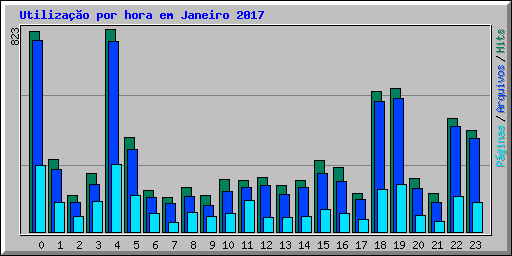 Utilização por hora em Janeiro 2017
823
Páginas / Arquivos / Hits
0 1 2 3 4 5 6 7 8 9 10 11 12 13 14 15 16 17 18 19 20 21 22 23